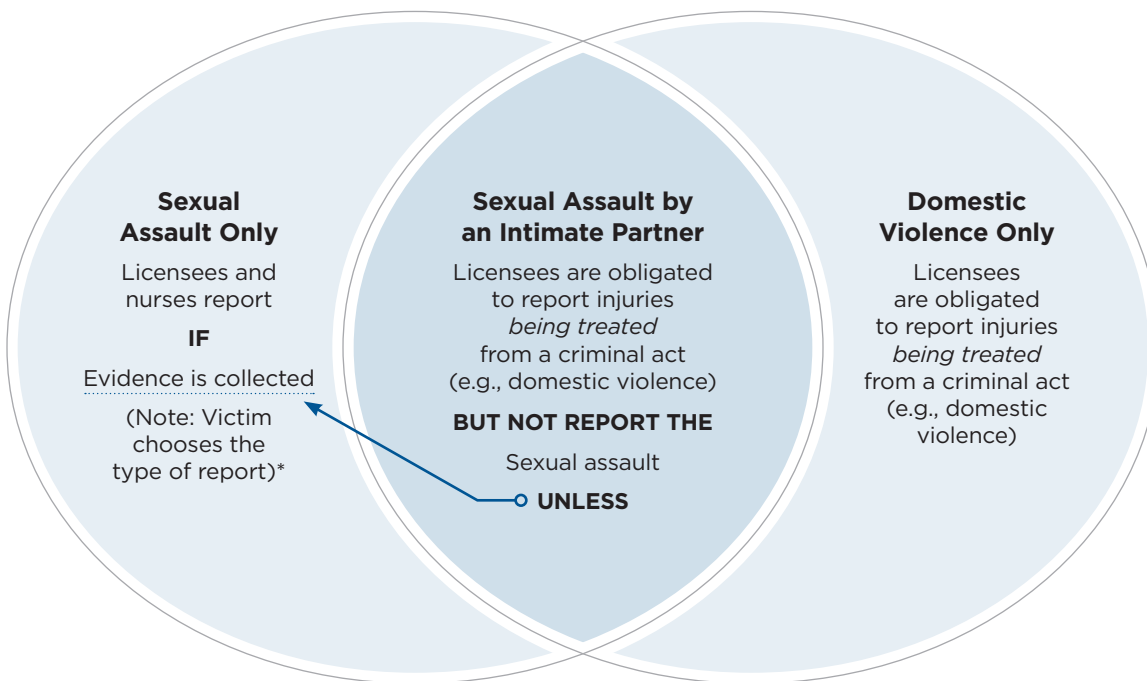 Sexual
Assault Only
Licensees and
nurses report
IF
Evidence is collected
(Note: Victim
chooses the
type of report)*
Sexual Assault by
an Intimate Partner
Licensees are obligated
to report injuries
being treated
from a criminal act
(e.g., domestic violence)
BUT NOT REPORT THE
Sexual assault
UNLESS
Domestic
Violence Only
Licensees
are obligated
to report injuries
being treated
from a criminal act
(e.g., domestic
violence)